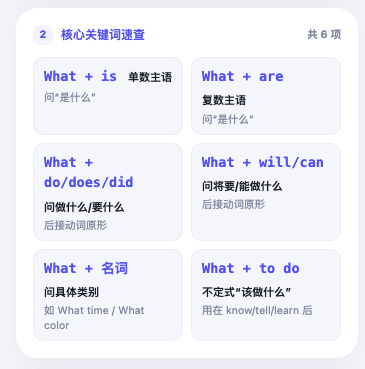 2 核心关键词速查 共 6 项
What + is 单数主语
问“是什么”
What + are
复数主语
问“是什么”
What +
do/does/did
问做什么/要什么
后接动词原形
What + will/can
问将要/能做什么
后接动词原形
What + 名词
问具体类别
如 What time / What
color
What + to do
不定式“该做什么”
用在 know/tell/learn 后